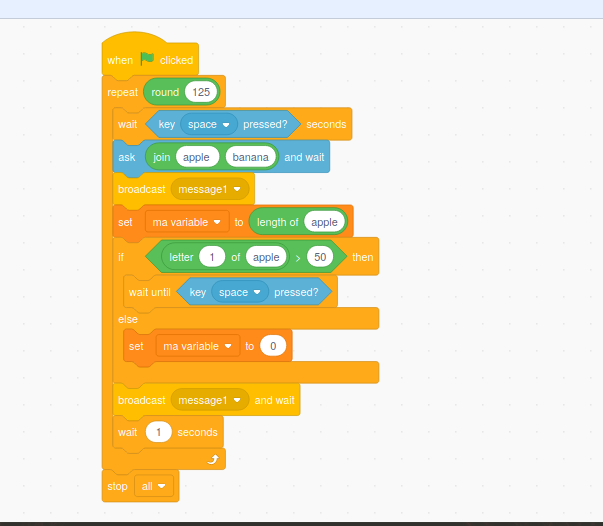 when clicked
repeat round 125
wait key space pressed? seconds
ask join apple banana and wait
broadcast message1
set ma variable to length of apple
if letter 1 of apple > 50 then
wait until key space pressed?
else
set ma variable to 0
broadcast message1 and wait
wait 1 seconds
stop all